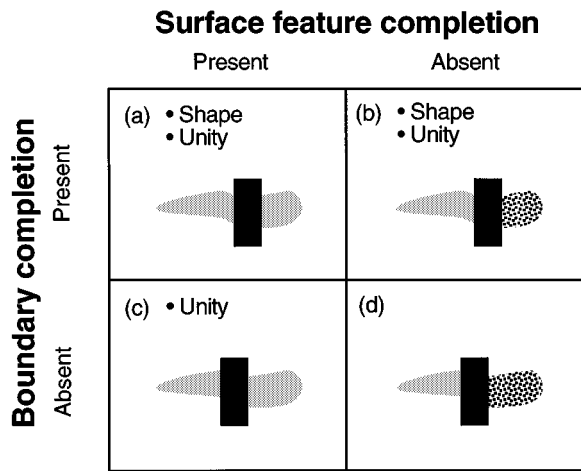 Surface feature completion
Present Absent
Boundary completion
Present
Absent
(a) • Shape
• Unity
(b) • Shape
• Unity
(c) • Unity
(d)